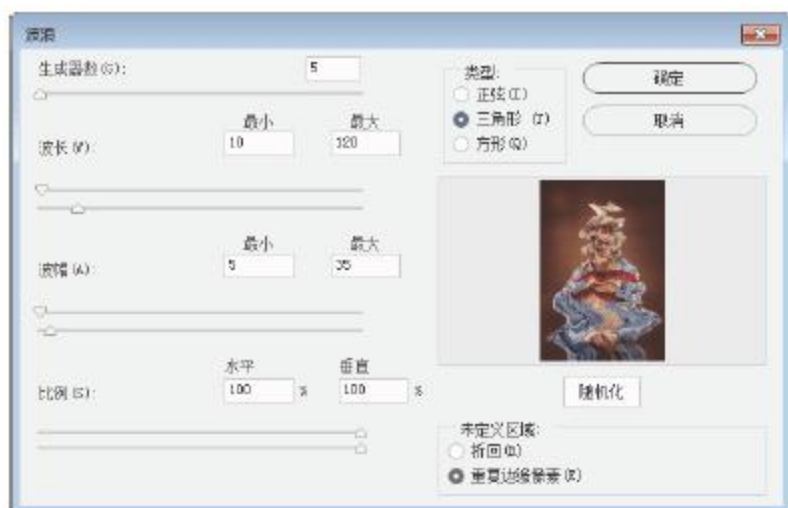 波浪
生成器数(G): 5
类型:
正弦(I)
三角形 (T)
方形(Q)
确定
取消
最小 最大
波长(W): 10 120
最小 最大
波幅(A): 5 35
水平 垂直
比例(S): 100 % 100 %
随机化
未定义区域:
折回(R)
重复边缘像素(R)